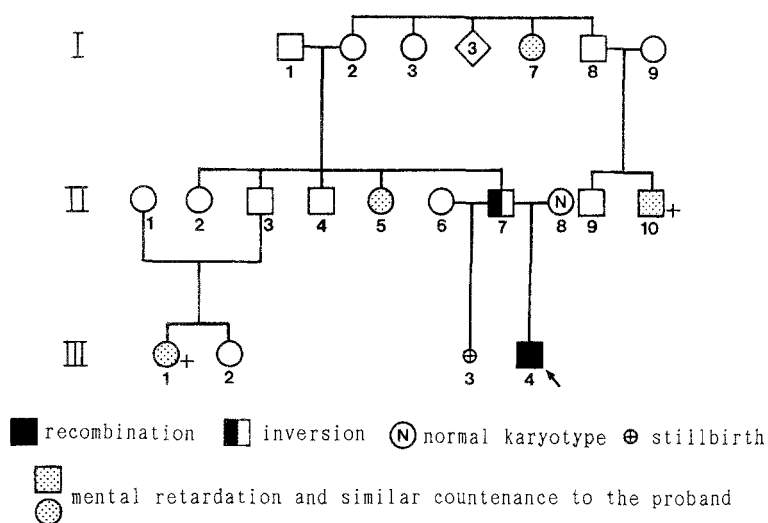 I
1 2 3 3 7 8 9
II
1 2 3 4 5 6 7 N 8 9 10 +
III
1 + 2 3 4
recombination inversion N normal karyotype stillbirth
mental retardation and similar countenance to the proband